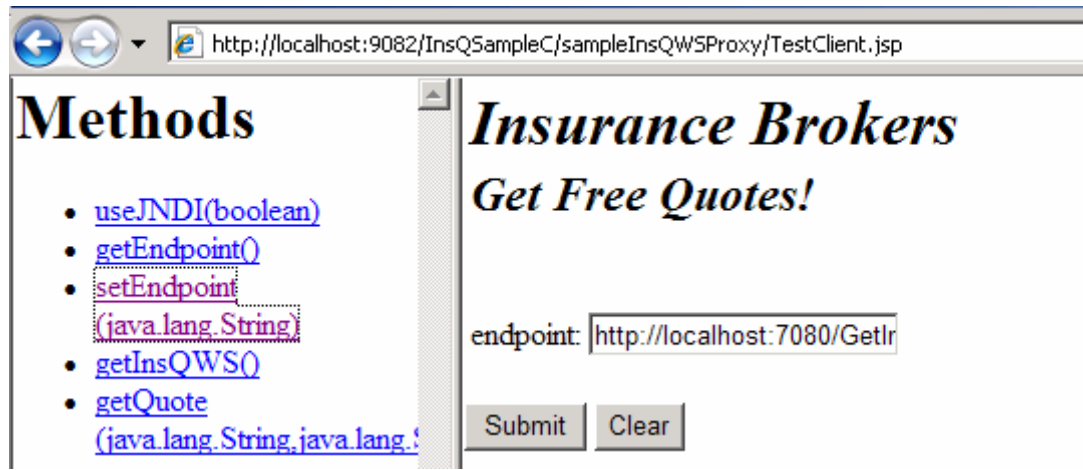 http://localhost:9082/InsQSampleC/sampleInsQWSProxy/TestClient.jsp
Methods
useJNDI(boolean)
getEndpoint()
setEndpoint
(java.lang.String)
getInsQWS()
getQuote
(java.lang.String,java.lang.
Insurance Brokers
Get Free Quotes!
endpoint: http://localhost:7080/GetIn
Submit Clear